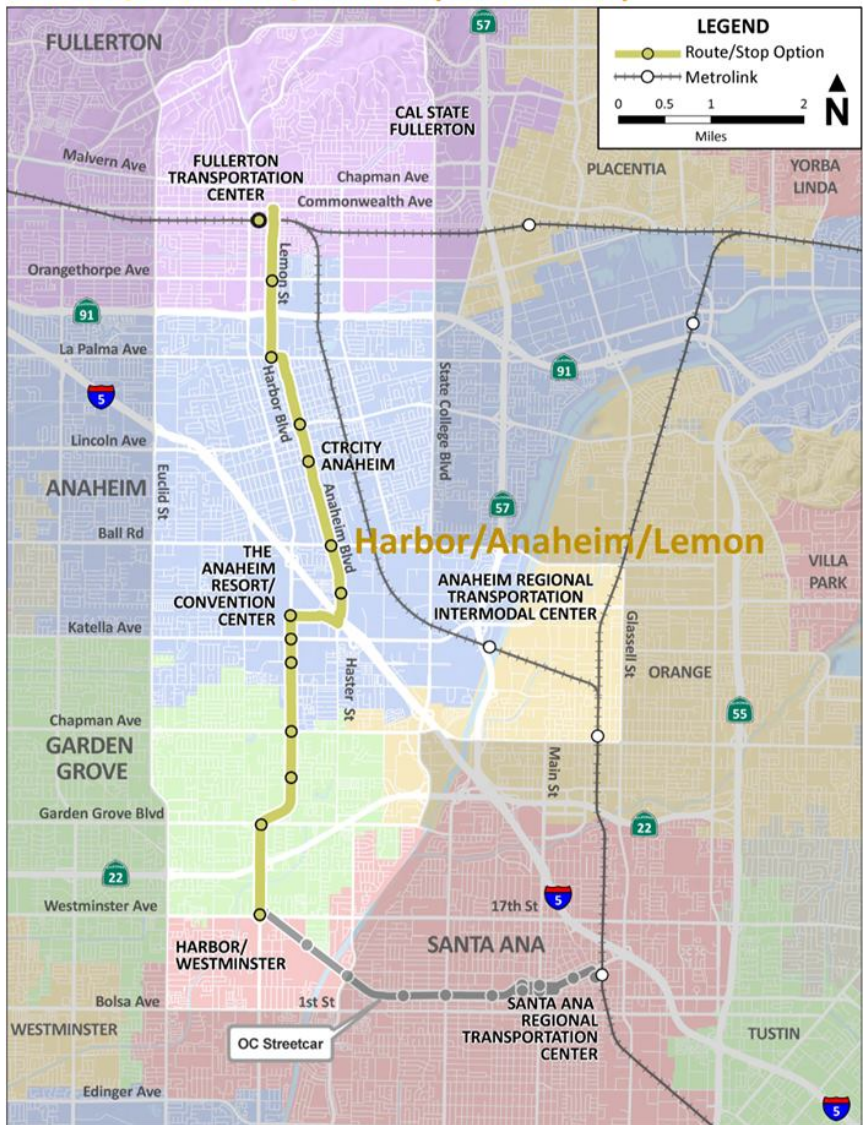 57
LEGEND
Route/Stop Option
Metrolink
0 0.5 1 2
Miles
N
FULLERTON
CAL STATE
FULLERTON
FULLERTON
TRANSPORTATION
CENTER
Malvern Ave
Chapman Ave
Commonwealth Ave
PLACENTIA
YORBA
LINDA
Orangethorpe Ave
Lemon St
91
La Palma Ave
Harbor Blvd
State College Blvd
91
5
Lincoln Ave
CTRCITY
ANAHEIM
ANAHEIM
Euclid St
Anaheim Blvd
57
Ball Rd
Harbor/Anaheim/Lemon
THE
ANAHEIM
RESORT/
CONVENTION
CENTER
ANAHEIM REGIONAL
TRANSPORTATION
INTERMODAL CENTER
VILLA
PARK
Katella Ave
Glassell St
Haster St
ORANGE
Chapman Ave
55
GARDEN
GROVE
Main St
Garden Grove Blvd
22
22
Westminster Ave
17th St
5
HARBOR/
WESTMINSTER
SANTA ANA
Bolsa Ave
1st St
SANTA ANA
REGIONAL
TRANSPORTATION
CENTER
WESTMINSTER
OC Streetcar
TUSTIN
Edinger Ave
5